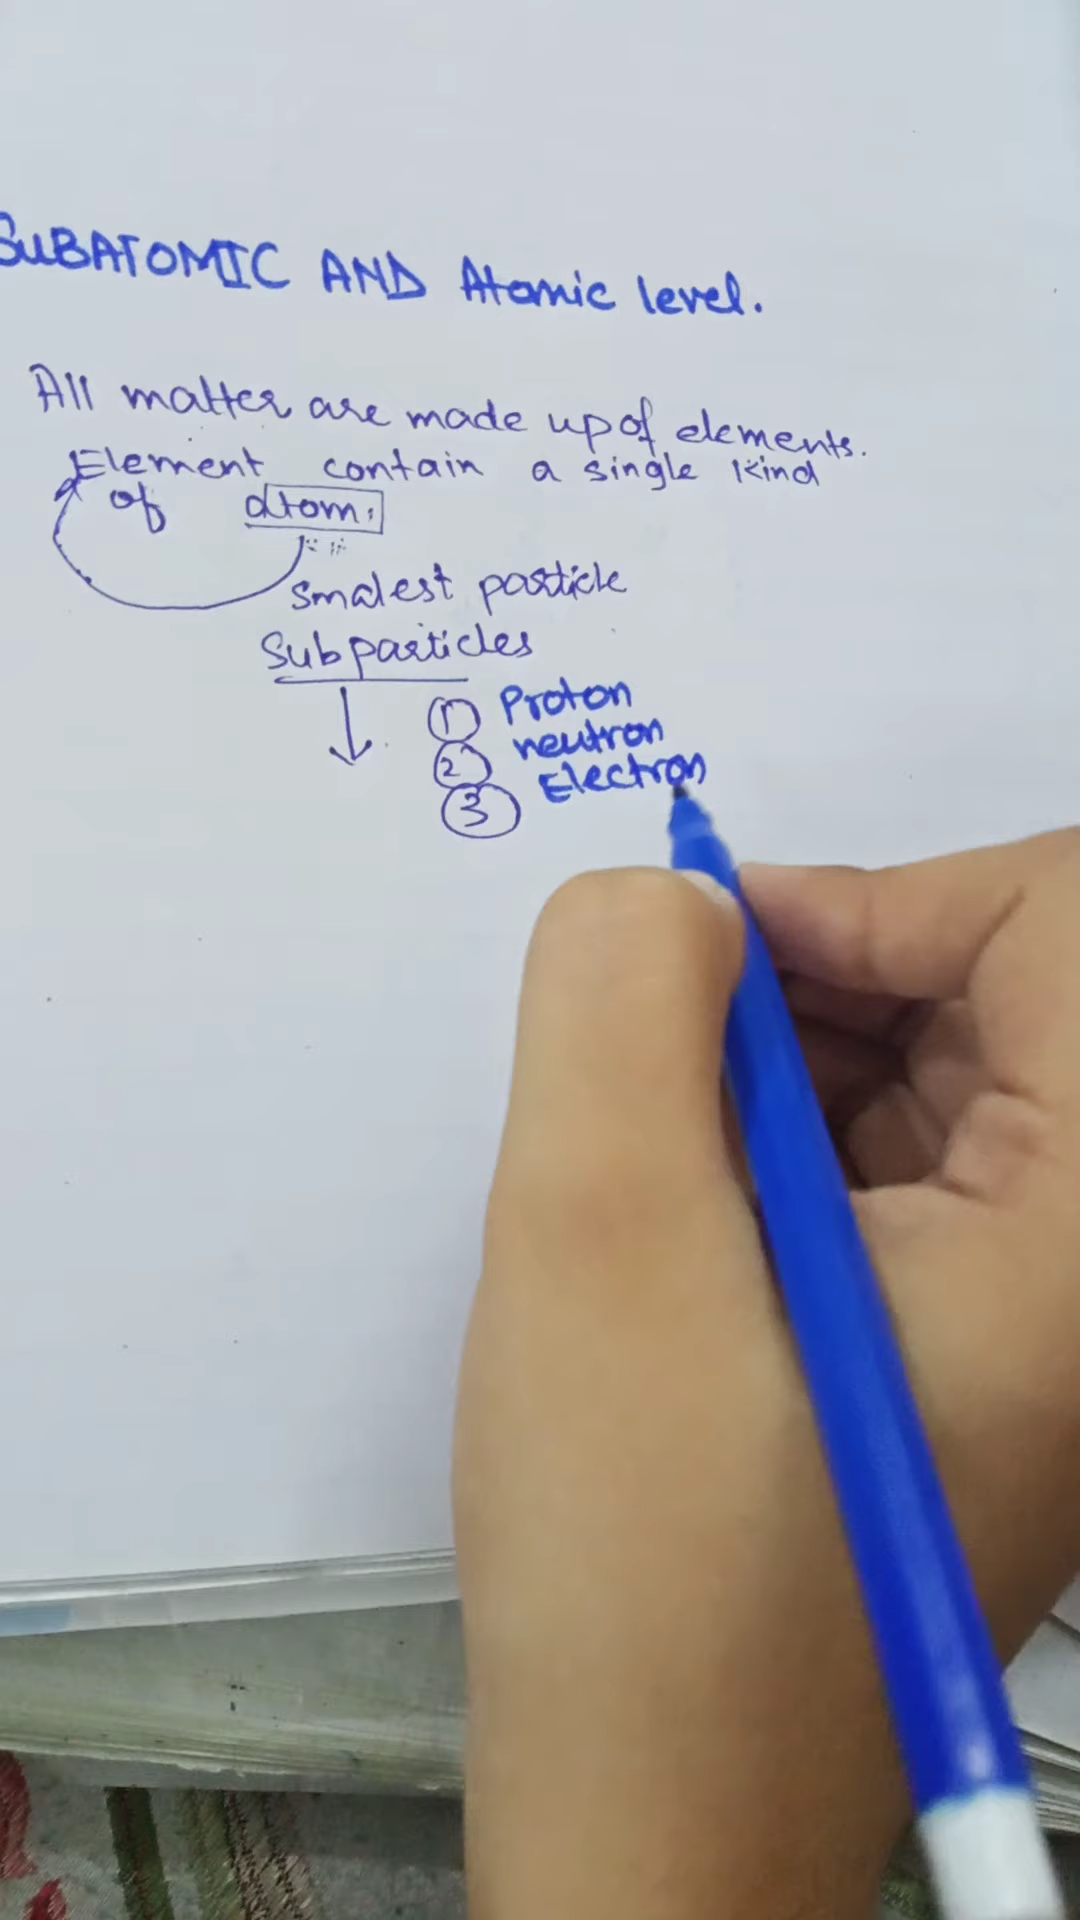 SUBATOMIC AND Atomic level.
All matter are made up of elements.
Element contain a single kind
of atom.
smalest particle
Subparticles
1 Proton
2 neutron
3 Electron